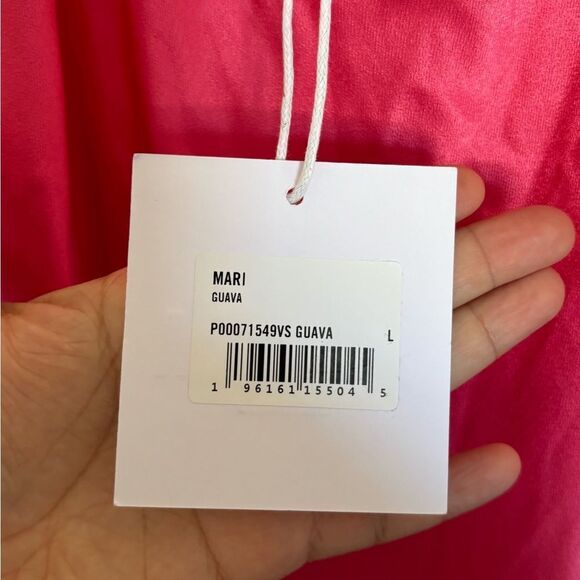 MARI
GUAVA
P00071549VS GUAVA L
1 96161 15504 5